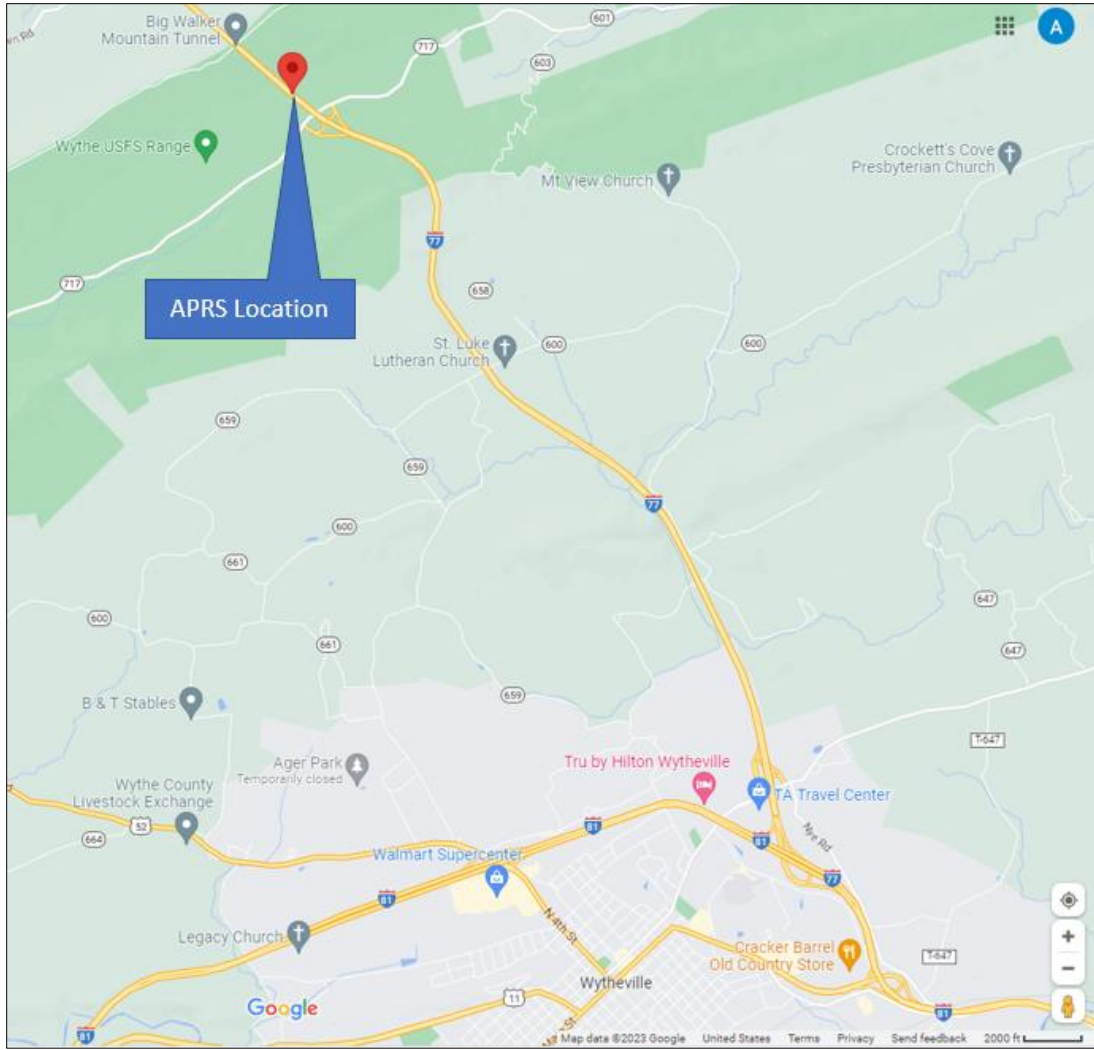 Big Walker
Mountain Tunnel
601
A
717
603
Wythe USFS Range
Crockett's Cove
Presbyterian Church
Mt View Church
77
717
APRS Location
658
St. Luke
Lutheran Church
600
600
659
659
77
600
661
647
600
661
647
659
B & T Stables
T-647
Ager Park
Temporarily closed
Tru by Hilton Wytheville
Wythe County
Livestock Exchange
TA Travel Center
52
664
81
81
Nye Rd
Walmart Supercenter
77
81
N 4th St
Legacy Church
Cracker Barrel
Old Country Store
T-647
Wytheville
11
Google
81
81
Map data ©2023 Google United States Terms Privacy Send feedback 2000 ft